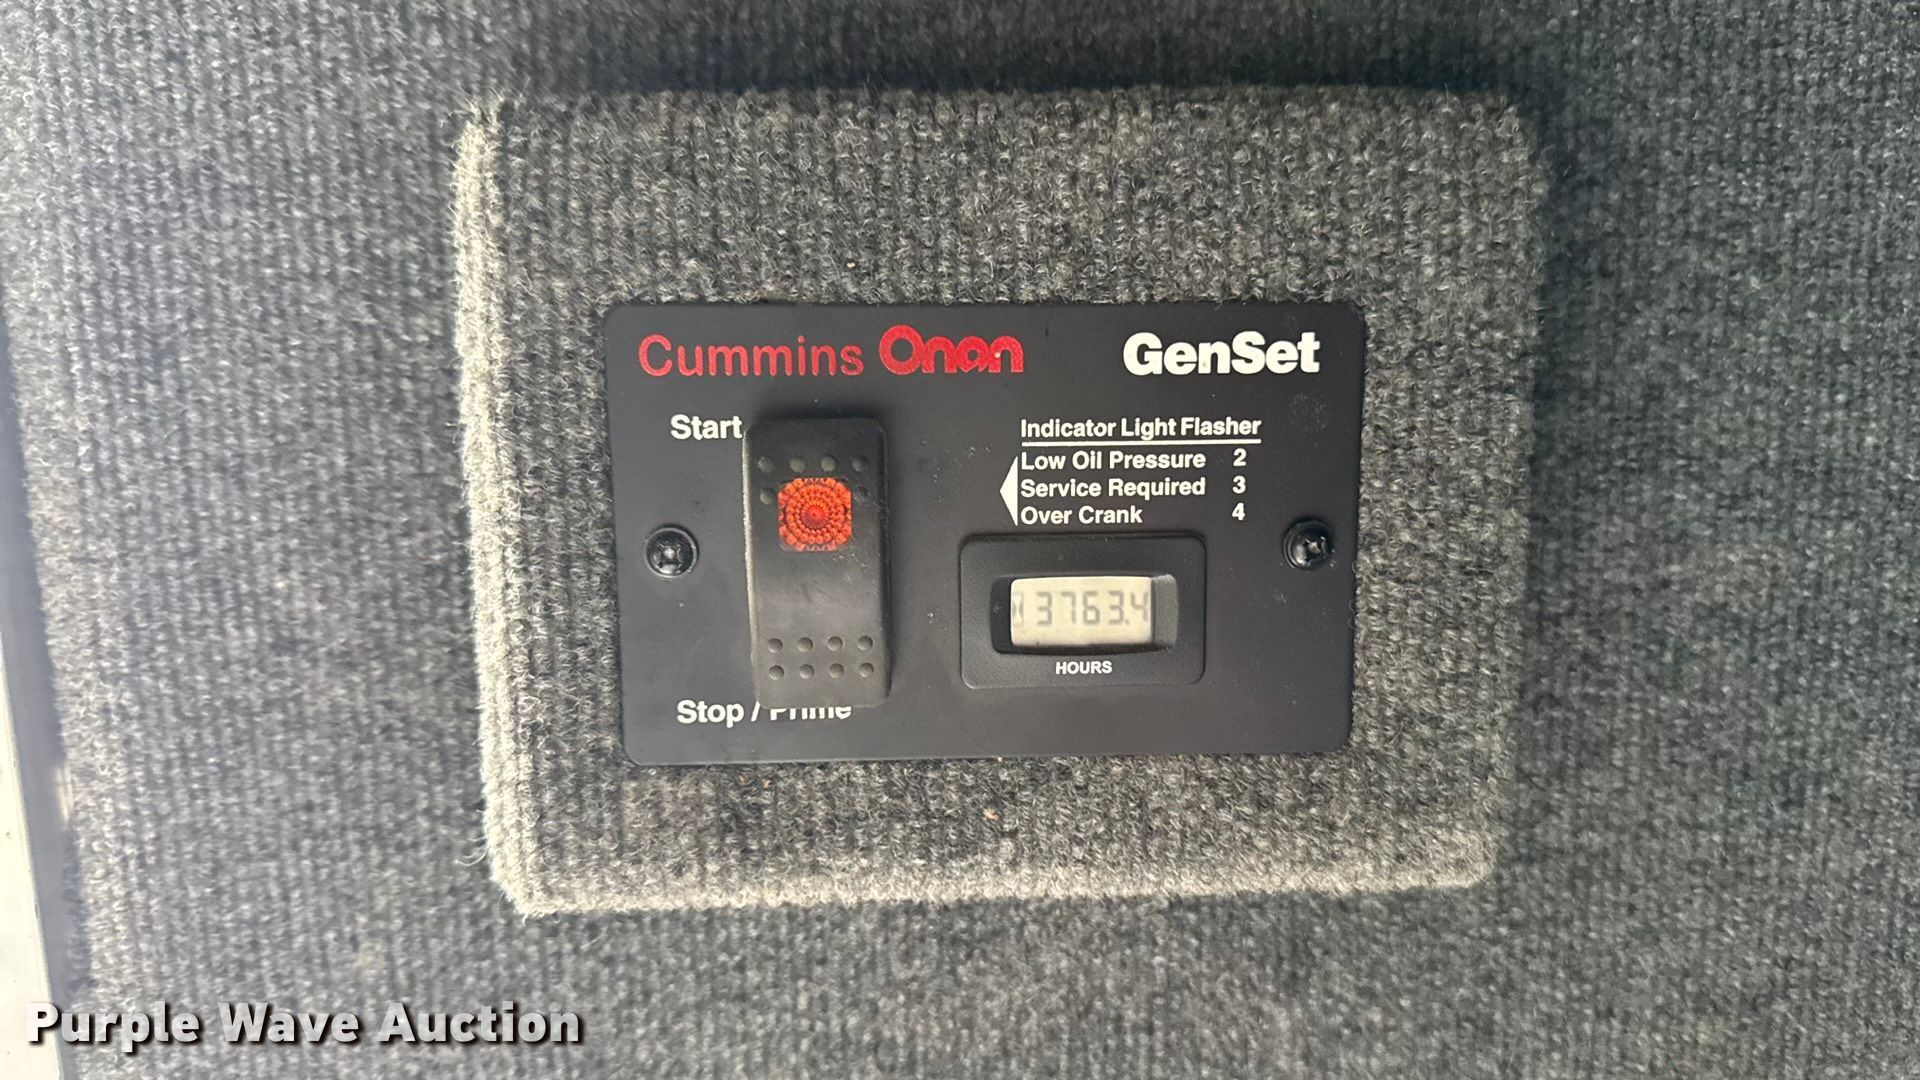 Cummins Onan GenSet
Start
Indicator Light Flasher
Low Oil Pressure 2
Service Required 3
Over Crank 4
3763.4
HOURS
Stop / Prime
Purple Wave Auction